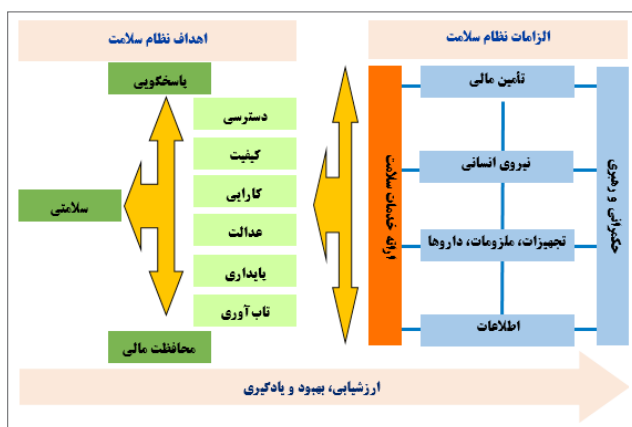 الزامات نظام سلامت
اهداف نظام سلامت
حکمرانی و رهبری
تأمین مالی
نیروی انسانی
تجهیزات، ملزومات، داروها
اطلاعات
ارائه خدمات سلامت
دسترسی
کیفیت
کارایی
عدالت
پایداری
تاب‌آوری
پاسخگویی
سلامتی
محافظت مالی
ارزشیابی، بهبود و یادگیری